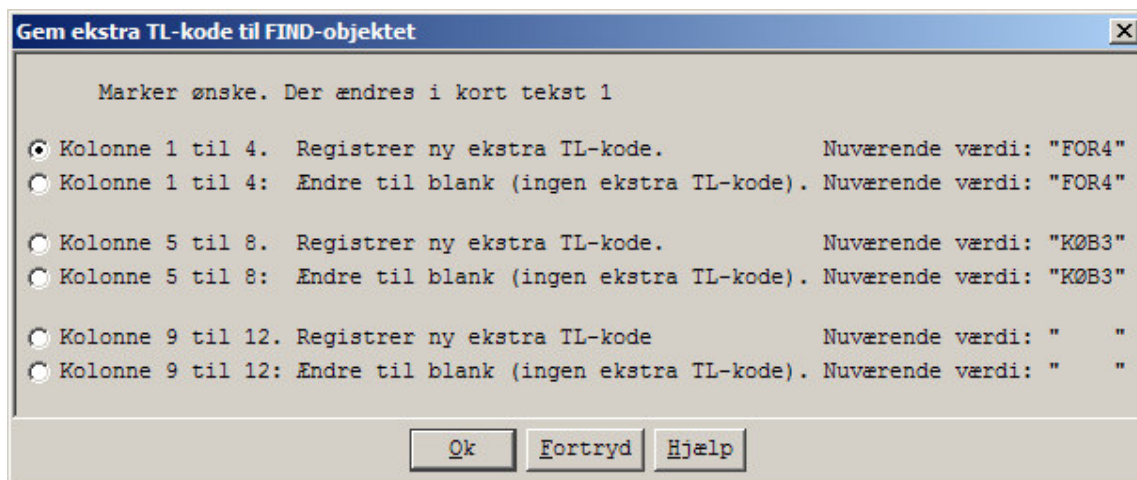 Gem ekstra TL-kode til FIND-objektet
Marker ønske. Der ændres i kort tekst 1
Kolonne 1 til 4. Registrer ny ekstra TL-kode. Nuværende værdi: "FOR4"
Kolonne 1 til 4: Ændre til blank (ingen ekstra TL-kode). Nuværende værdi: "FOR4"
Kolonne 5 til 8. Registrer ny ekstra TL-kode. Nuværende værdi: "KØB3"
Kolonne 5 til 8: Ændre til blank (ingen ekstra TL-kode). Nuværende værdi: "KØB3"
Kolonne 9 til 12. Registrer ny ekstra TL-kode Nuværende værdi: "    "
Kolonne 9 til 12: Ændre til blank (ingen ekstra TL-kode). Nuværende værdi: "    "
Ok Fortryd Hjælp